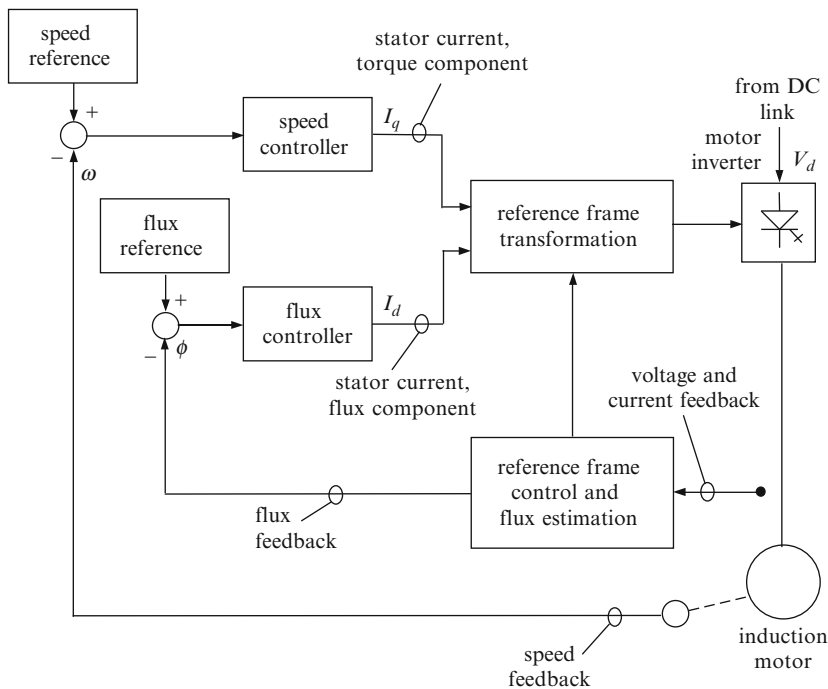 speed
reference
stator current,
torque component
from DC
link
motor
inverter
V_d
+
−
ω
speed
controller
I_q
flux
reference
reference frame
transformation
+
−
ϕ
flux
controller
I_d
stator current,
flux component
voltage and
current feedback
reference frame
control and
flux estimation
flux
feedback
speed
feedback
induction
motor